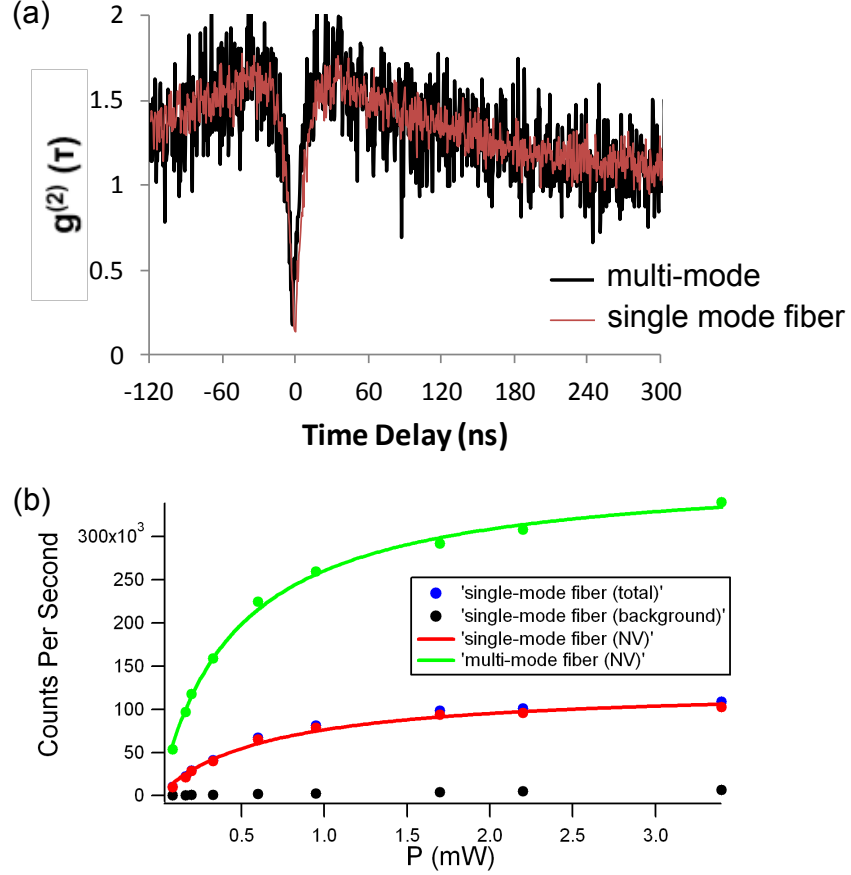 (a)
2
1.5
1
0.5
0
g(2) (τ)
multi-mode
single mode fiber
-120 -60 0 60 120 180 240 300
Time Delay (ns)
(b)
Counts Per Second
300x10³
250
200
150
100
50
0
'single-mode fiber (total)'
'single-mode fiber (background)'
'single-mode fiber (NV)'
'multi-mode fiber (NV)'
0.5 1.0 1.5 2.0 2.5 3.0
P (mW)